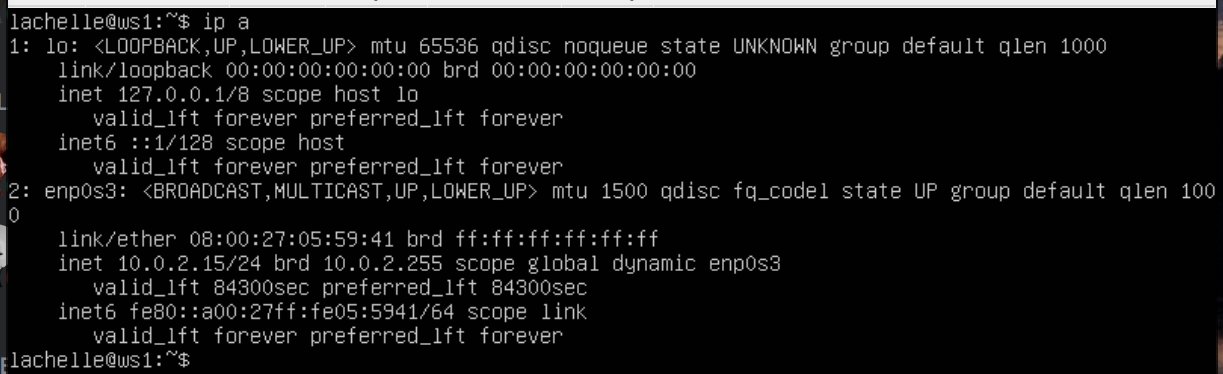 lachelle@ws1:~$ ip a
1: lo: <LOOPBACK,UP,LOWER_UP> mtu 65536 qdisc noqueue state UNKNOWN group default qlen 1000
    link/loopback 00:00:00:00:00:00 brd 00:00:00:00:00:00
    inet 127.0.0.1/8 scope host lo
       valid_lft forever preferred_lft forever
    inet6 ::1/128 scope host
       valid_lft forever preferred_lft forever
2: enp0s3: <BROADCAST,MULTICAST,UP,LOWER_UP> mtu 1500 qdisc fq_codel state UP group default qlen 100
0
    link/ether 08:00:27:05:59:41 brd ff:ff:ff:ff:ff:ff
    inet 10.0.2.15/24 brd 10.0.2.255 scope global dynamic enp0s3
       valid_lft 84300sec preferred_lft 84300sec
    inet6 fe80::a00:27ff:fe05:5941/64 scope link
       valid_lft forever preferred_lft forever
lachelle@ws1:~$